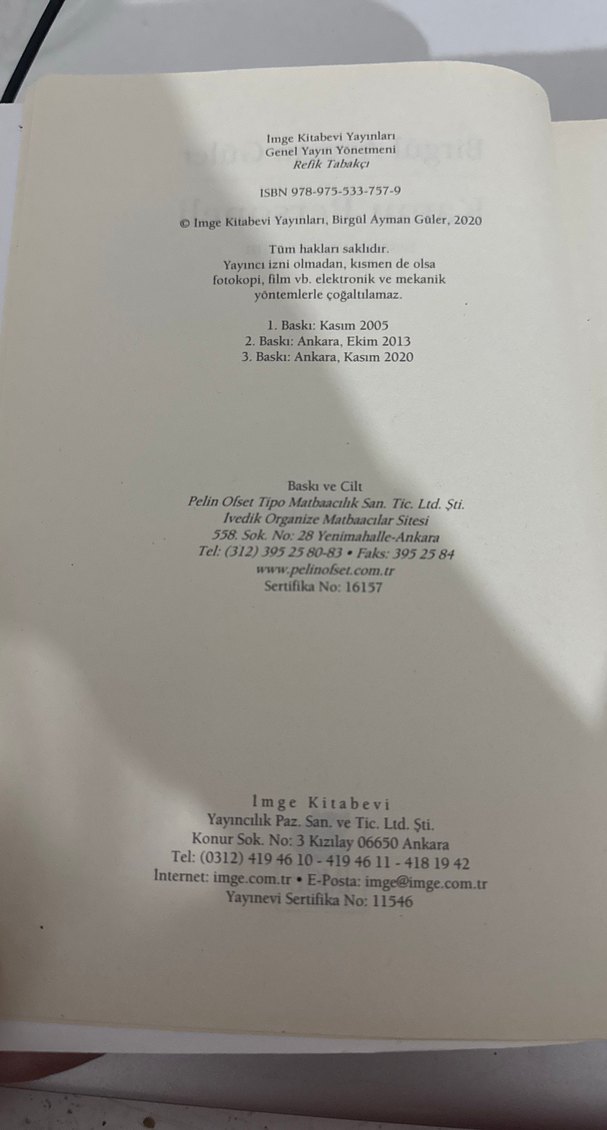 Imge Kitabevi Yayınları
Genel Yayın Yönetmeni
Refik Tabakçı
ISBN 978-975-533-757-9
© Imge Kitabevi Yayınları, Birgül Ayman Güler, 2020
Tüm hakları saklıdır.
Yayıncı izni olmadan, kısmen de olsa
fotokopi, film vb. elektronik ve mekanik
yöntemlerle çoğaltılamaz.
1. Baskı: Kasım 2005
2. Baskı: Ankara, Ekim 2013
3. Baskı: Ankara, Kasım 2020
Baskı ve Cilt
Pelin Ofset Tipo Matbaacılık San. Tic. Ltd. Şti.
Ivedik Organize Matbaacılar Sitesi
558. Sok. No: 28 Yenimahalle-Ankara
Tel: (312) 395 25 80-83 • Faks: 395 25 84
www.pelinofset.com.tr
Sertifika No: 16157
Imge Kitabevi
Yayıncılık Paz. San. ve Tic. Ltd. Şti.
Konur Sok. No: 3 Kızılay 06650 Ankara
Tel: (0312) 419 46 10 - 419 46 11 - 418 19 42
Internet: imge.com.tr • E-Posta: imge@imge.com.tr
Yayınevi Sertifika No: 11546